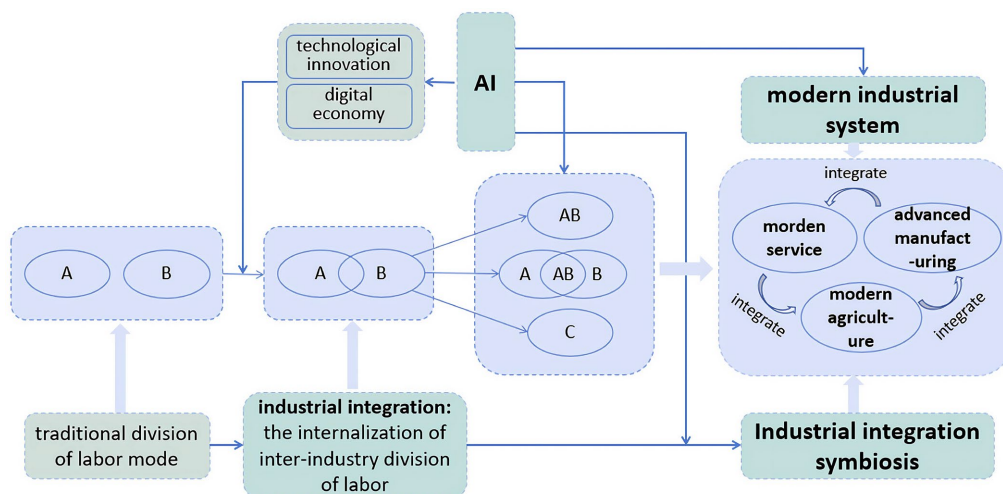 technological
innovation
digital
economy
AI
modern industrial
system
A
B
A
B
AB
A
AB
B
C
integrate
morden
service
advanced
manufact
-uring
modern
agricult-
ure
integrate
integrate
traditional division
of labor mode
industrial integration:
the internalization of
inter-industry division
of labor
Industrial integration
symbiosis